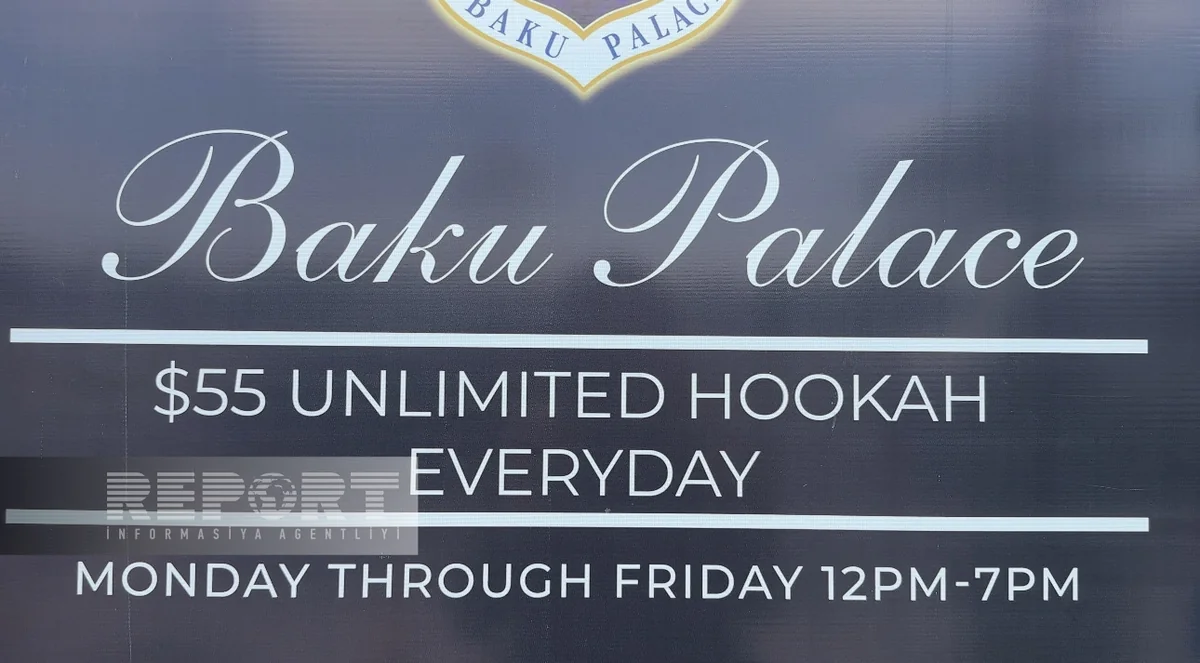 BAKU PALACE
Baku Palace
$55 UNLIMITED HOOKAH
EVERYDAY
REPORT
İNFORMASİYA AGENTLİYİ
MONDAY THROUGH FRIDAY 12PM-7PM